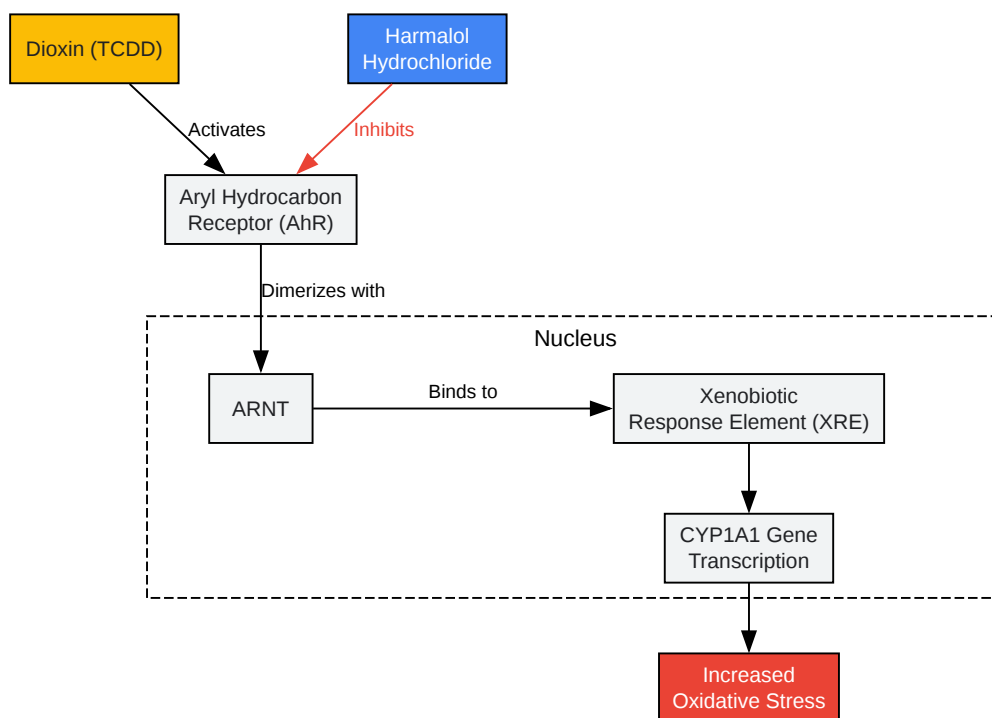 Dioxin (TCDD)
Harmalol
Hydrochloride
Activates
Inhibits
Aryl Hydrocarbon
Receptor (AhR)
Dimerizes with
Nucleus
ARNT
Binds to
Xenobiotic
Response Element (XRE)
CYP1A1 Gene
Transcription
Increased
Oxidative Stress